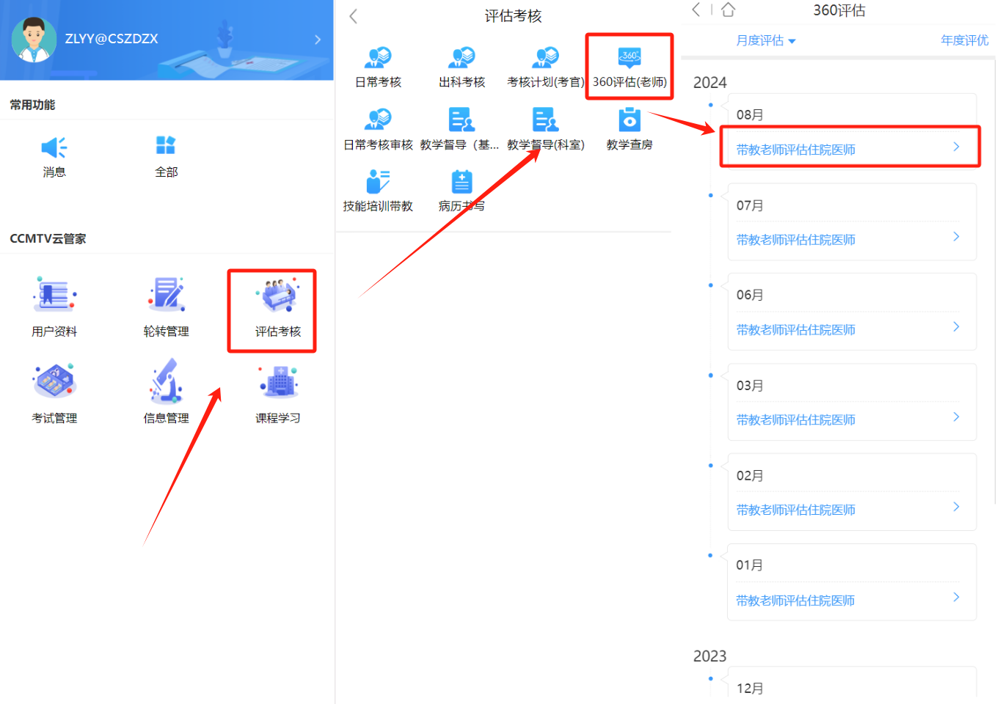 ZLYY@CSZDZX
常用功能
消息
全部
CCMTV云管家
用户资料
轮转管理
评估考核
考试管理
信息管理
课程学习
评估考核
日常考核
出科考核
考核计划(考官)
360
360评估(老师)
日常考核审核
教学督导（基...
教学督导(科室)
教学查房
技能培训带教
病历书写
360评估
月度评估
年度评优
2024
08月
带教老师评估住院医师
07月
带教老师评估住院医师
06月
带教老师评估住院医师
03月
带教老师评估住院医师
02月
带教老师评估住院医师
01月
带教老师评估住院医师
2023
12月